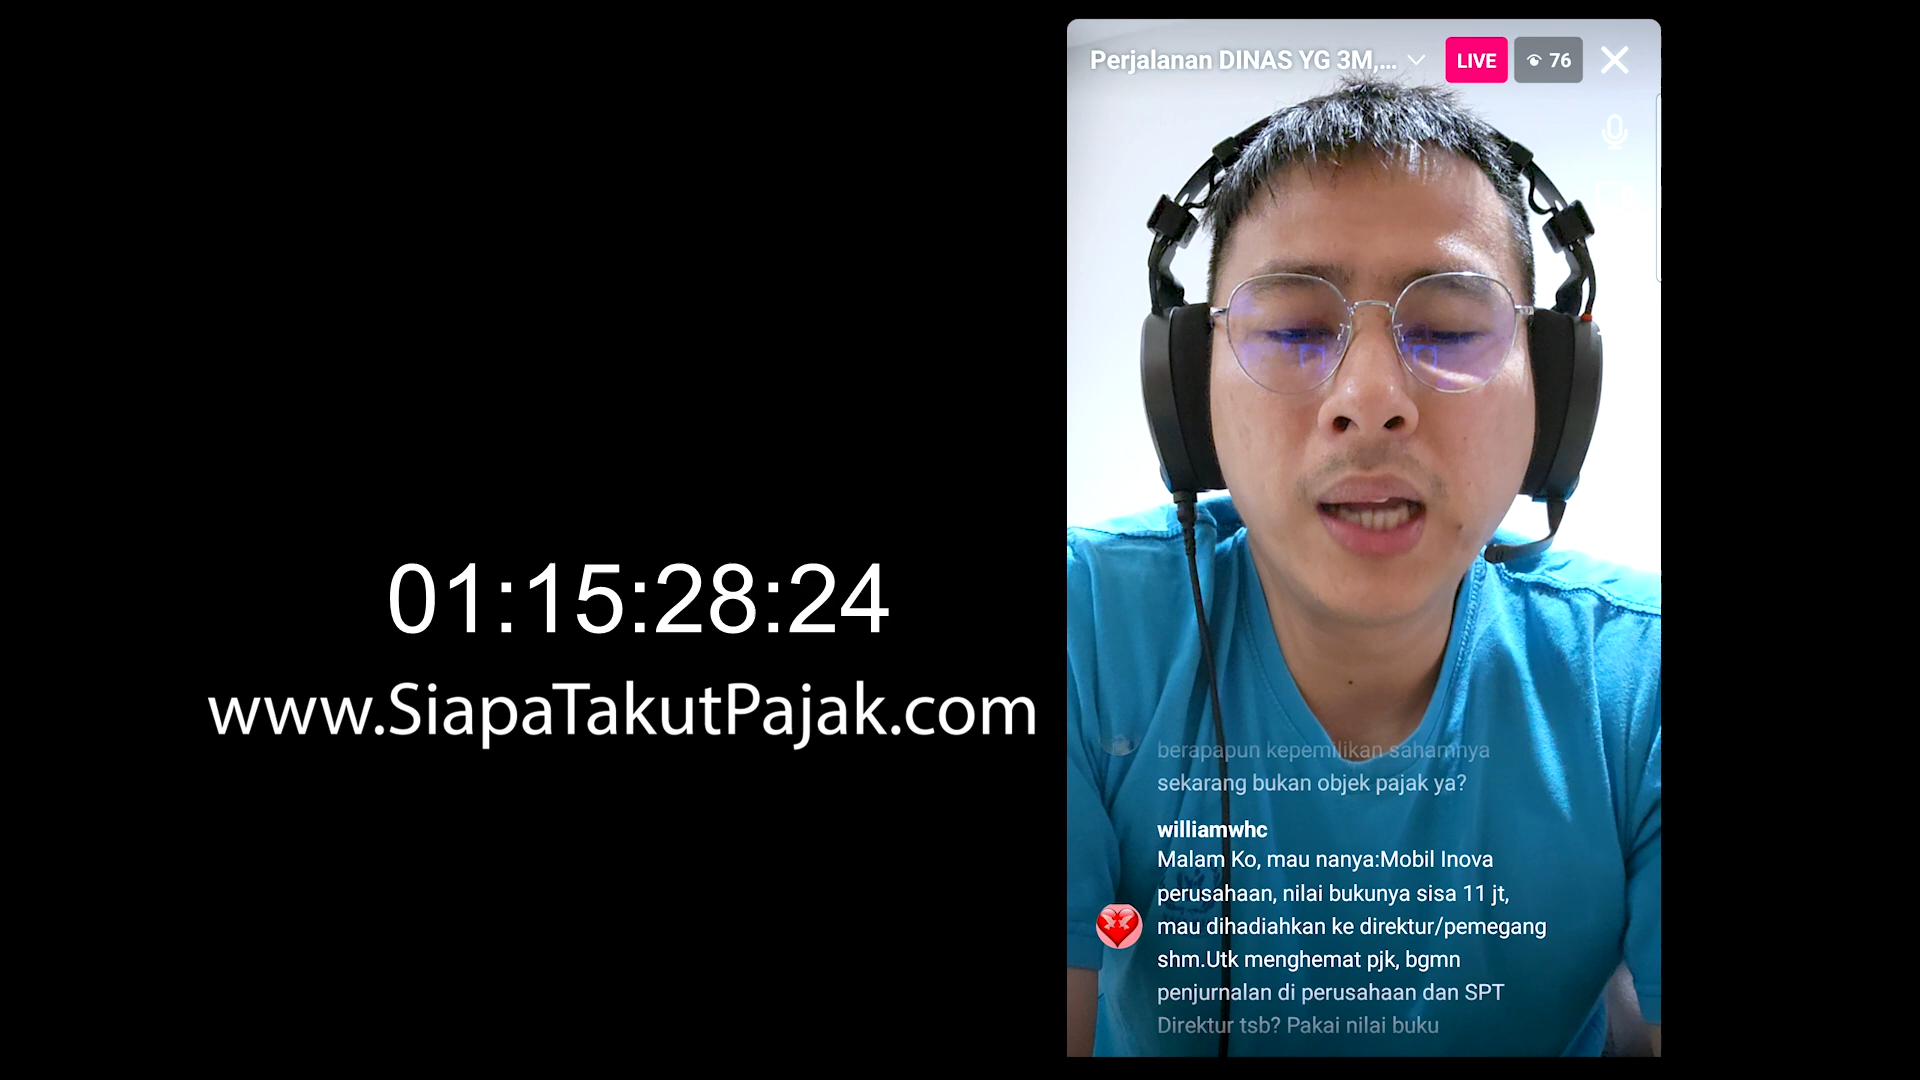 Perjalanan DINAS YG 3M,...
LIVE
76
01:15:28:24
www.SiapaTakutPajak.com
berapapun kepemilikan sahamnya
sekarang bukan objek pajak ya?
williamwhc
Malam Ko, mau nanya:Mobil Inova
perusahaan, nilai bukunya sisa 11 jt,
mau dihadiahkan ke direktur/pemegang
shm.Utk menghemat pjk, bgmn
penjurnalan di perusahaan dan SPT
Direktur tsb? Pakai nilai buku